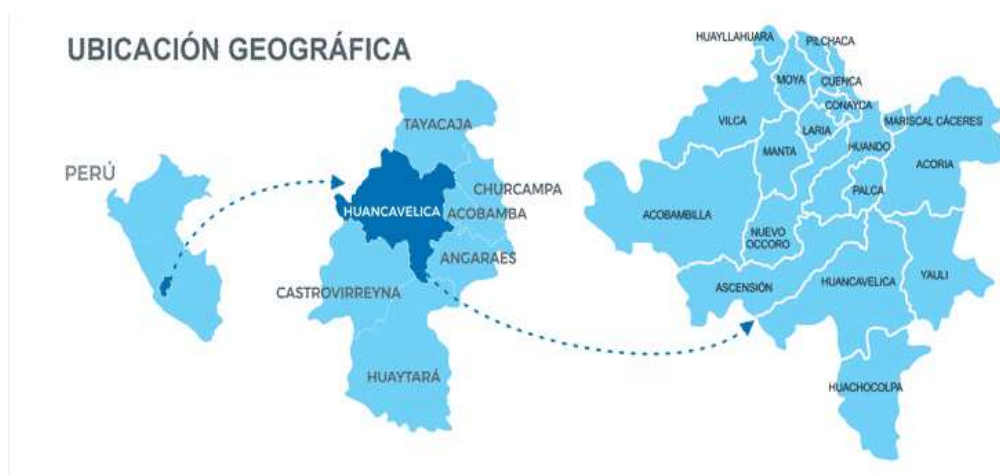 UBICACIÓN GEOGRÁFICA
PERÚ
TAYACAJA
CHURCAMPA
HUANCAVELICA
ACOBAMBA
ANGARAES
CASTROVIRREYNA
HUAYTARÁ
HUAYLLAHUARA
PILCHACA
MOYA
CUENCA
CONAYCA
VILCA
LARIA
MARISCAL CÁCERES
MANTA
HUANDO
ACORIA
PALCA
ACOBAMBILLA
NUEVO
OCCORO
ASCENSIÓN
HUANCAVELICA
YAULI
HUACHOCOLPA